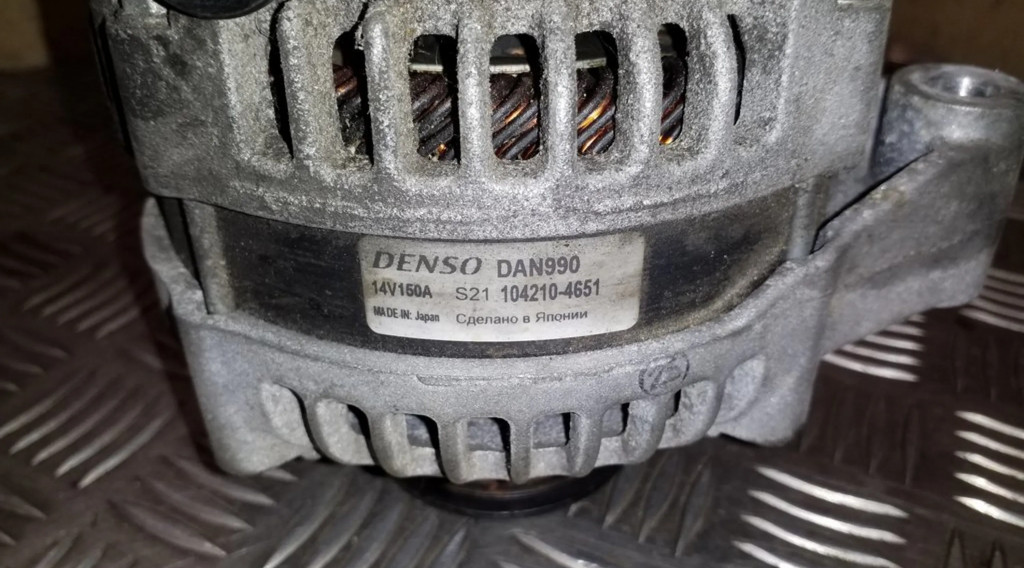 DENSO DAN990
14V150A S21 104210-4651
MADE IN: Japan Сделано в Японии